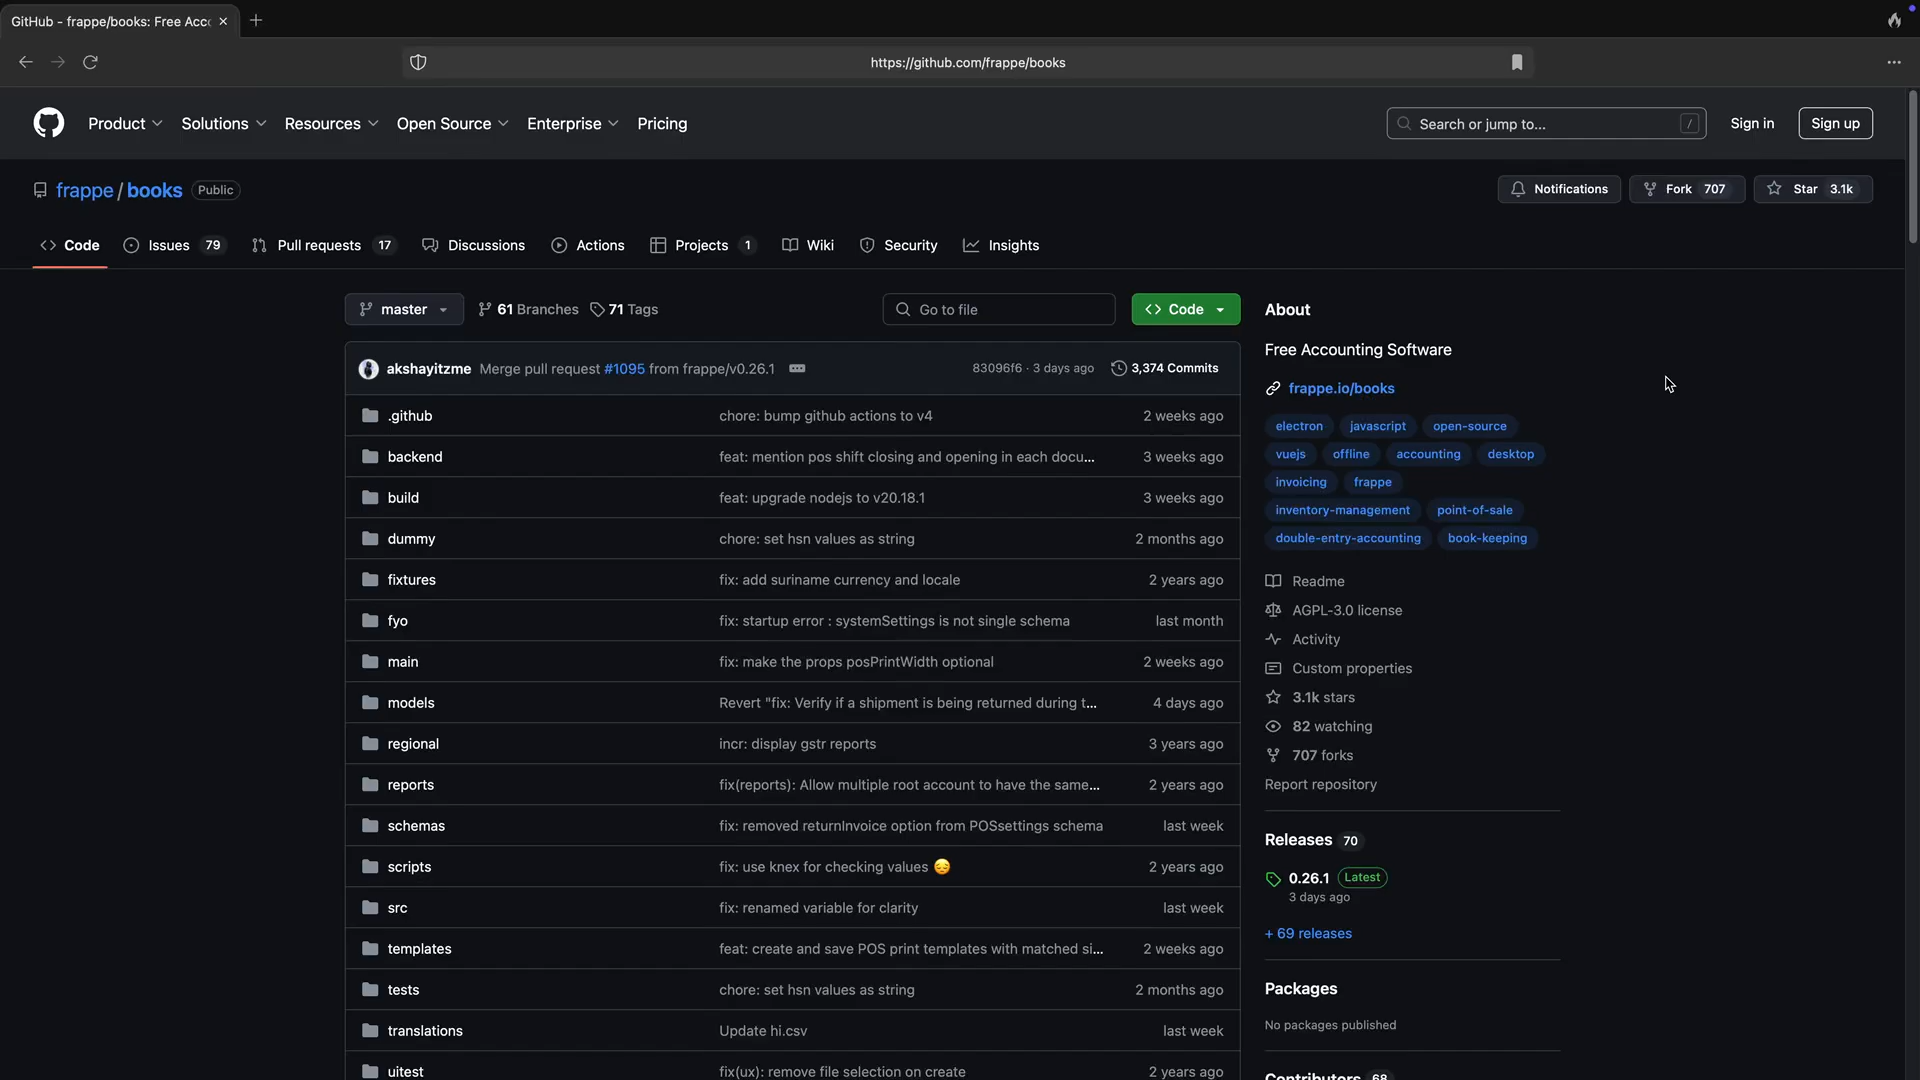 GitHub - frappe/books: Free Acc
https://github.com/frappe/books
Product Solutions Resources Open Source Enterprise Pricing Search or jump to... / Sign in Sign up
frappe / books Public Notifications Fork 707 Star 3.1k
Code Issues 79 Pull requests 17 Discussions Actions Projects 1 Wiki Security Insights
master 61 Branches 71 Tags Go to file Code
akshayitzme Merge pull request #1095 from frappe/v0.26.1 83096f6 · 3 days ago 3,374 Commits
.github chore: bump github actions to v4 2 weeks ago
backend feat: mention pos shift closing and opening in each docu... 3 weeks ago
build feat: upgrade nodejs to v20.18.1 3 weeks ago
dummy chore: set hsn values as string 2 months ago
fixtures fix: add suriname currency and locale 2 years ago
fyo fix: startup error : systemSettings is not single schema last month
main fix: make the props posPrintWidth optional 2 weeks ago
models Revert "fix: Verify if a shipment is being returned during t... 4 days ago
regional incr: display gstr reports 3 years ago
reports fix(reports): Allow multiple root account to have the same... 2 years ago
schemas fix: removed returnInvoice option from POSsettings schema last week
scripts fix: use knex for checking values 😔 2 years ago
src fix: renamed variable for clarity last week
templates feat: create and save POS print templates with matched si... 2 weeks ago
tests chore: set hsn values as string 2 months ago
translations Update hi.csv last week
uitest fix(ux): remove file selection on create 2 years ago
About
Free Accounting Software
frappe.io/books
electron javascript open-source
vuejs offline accounting desktop
invoicing frappe
inventory-management point-of-sale
double-entry-accounting book-keeping
Readme
AGPL-3.0 license
Activity
Custom properties
3.1k stars
82 watching
707 forks
Report repository
Releases 70
0.26.1 Latest
3 days ago
+ 69 releases
Packages
No packages published
Contributors 68